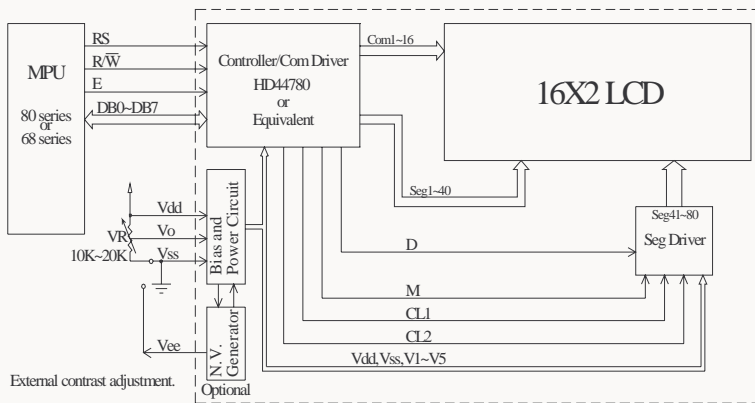 RS
R/W̅
E
DB0~DB7
MPU
80 series
or
68 series
Controller/Com Driver
HD44780
or
Equivalent
Com1~16
16X2 LCD
Seg1~40
Seg41~80
Seg Driver
D
M
CL1
CL2
Vdd,Vss,V1~V5
Vdd
Vo
Vss
VR
10K~20K
Bias and
Power Circuit
N.V.
Generator
Optional
Vee
External contrast adjustment.